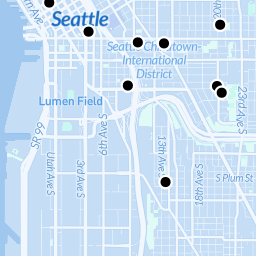 Seattle
Seattle Chinatown-
International
District
Lumen Field
SR 99
Utah Ave S
3rd Ave S
6th Ave S
13th Ave S
18th Ave S
S Plum St
23rd Ave S